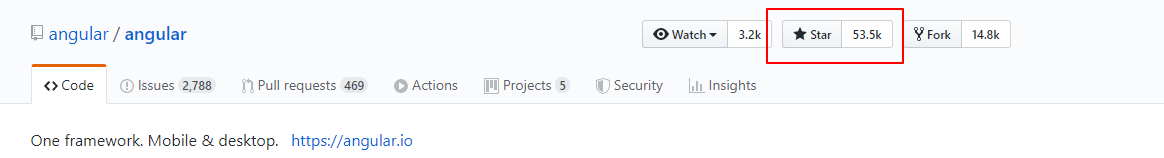 angular / angular Watch 3.2k Star 53.5k Fork 14.8k
Code Issues 2,788 Pull requests 469 Actions Projects 5 Security Insights
One framework. Mobile & desktop. https://angular.io